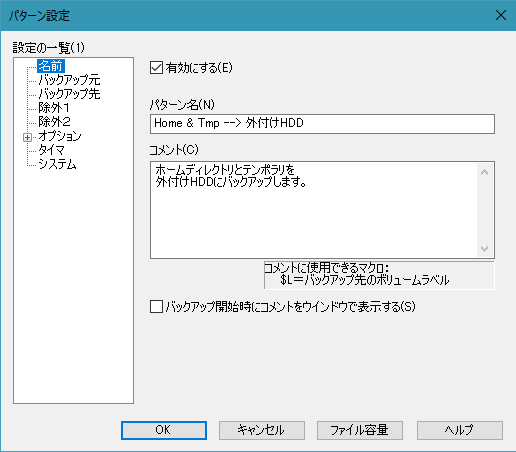 パターン設定
設定の一覧(1)
名前
バックアップ元
バックアップ先
除外1
除外2
オプション
タイマ
システム
有効にする(E)
パターン名(N)
Home & Tmp --> 外付けHDD
コメント(C)
ホームディレクトリとテンポラリを
外付けHDDにバックアップします。
コメントに使用できるマクロ:
$L=バックアップ先のボリュームラベル
バックアップ開始時にコメントをウインドウで表示する(S)
OK
キャンセル
ファイル容量
ヘルプ